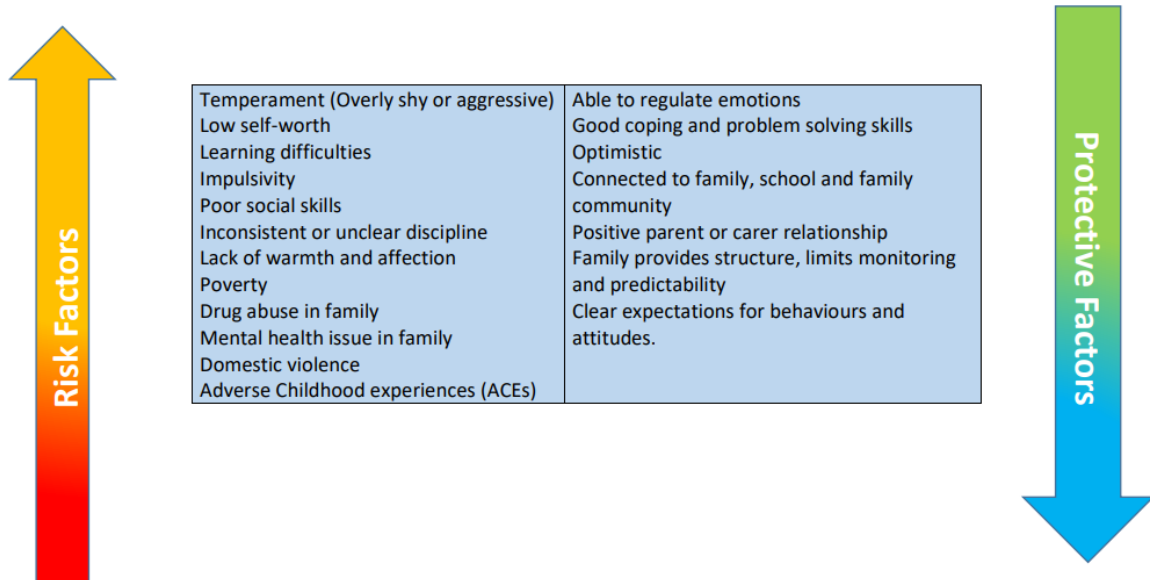 Risk Factors
Temperament (Overly shy or aggressive)
Low self-worth
Learning difficulties
Impulsivity
Poor social skills
Inconsistent or unclear discipline
Lack of warmth and affection
Poverty
Drug abuse in family
Mental health issue in family
Domestic violence
Adverse Childhood experiences (ACEs)
Able to regulate emotions
Good coping and problem solving skills
Optimistic
Connected to family, school and family
community
Positive parent or carer relationship
Family provides structure, limits monitoring
and predictability
Clear expectations for behaviours and
attitudes.
Protective Factors